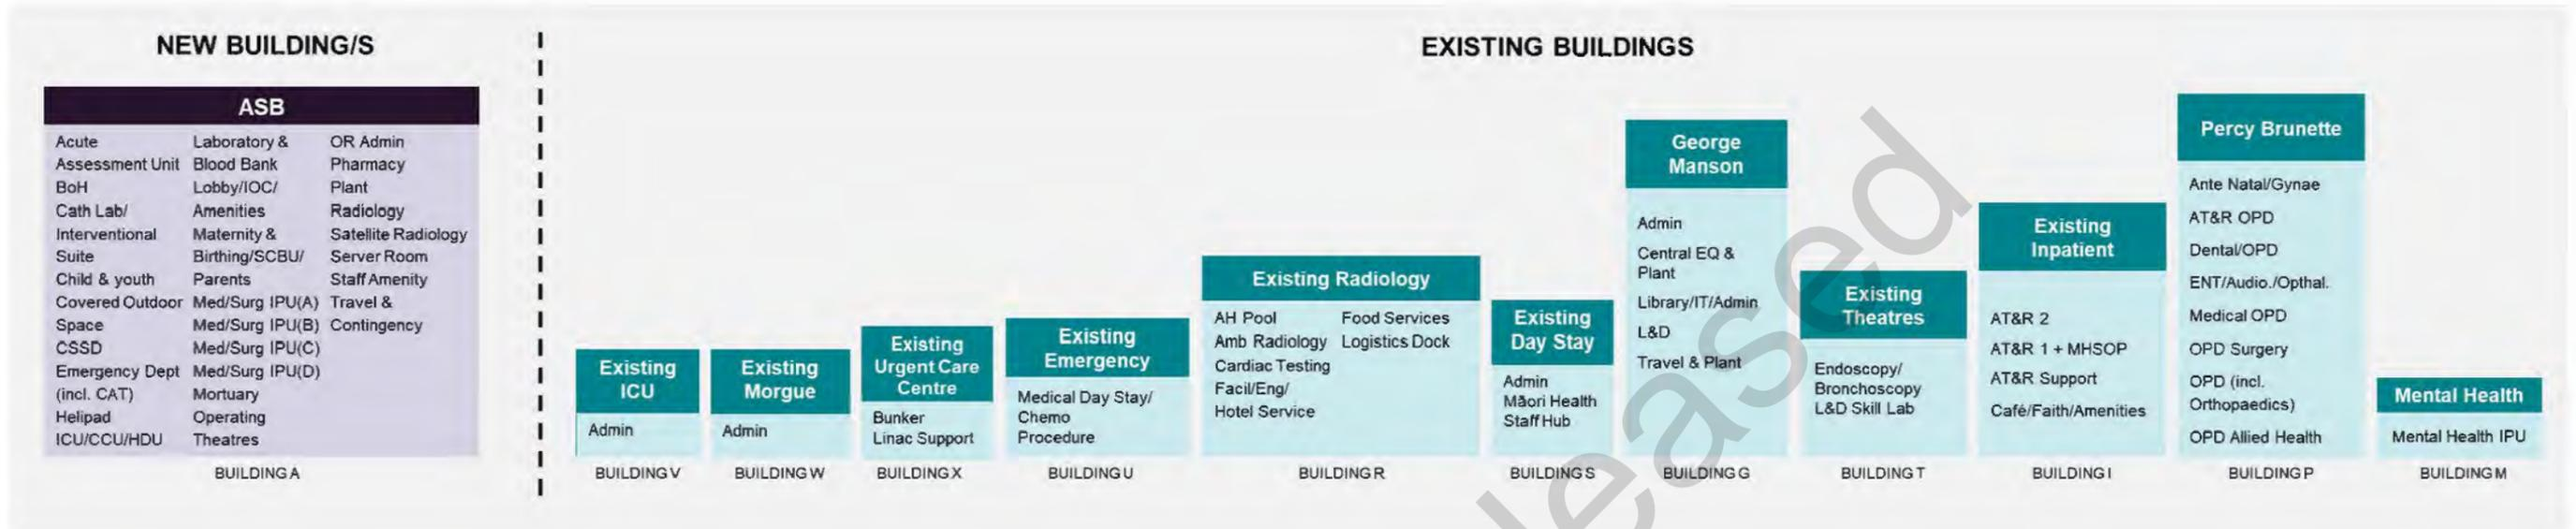 NEW BUILDING/S
ASB
Acute
Assessment Unit
BoH
Cath Lab/
Interventional
Suite
Child & youth
Covered Outdoor
Space
CSSD
Emergency Dept
(incl. CAT)
Helipad
ICU/CCU/HDU
Laboratory &
Blood Bank
Lobby/IOC/
Amenities
Maternity &
Birthing/SCBU/
Parents
Med/Surg IPU(A)
Med/Surg IPU(B)
Med/Surg IPU(C)
Med/Surg IPU(D)
Mortuary
Operating
Theatres
OR Admin
Pharmacy
Plant
Radiology
Satellite Radiology
Server Room
Staff Amenity
Travel &
Contingency
BUILDING A
EXISTING BUILDINGS
Existing
ICU
Admin
BUILDING V
Existing
Morgue
Admin
BUILDING W
Existing
Urgent Care
Centre
Bunker
Linac Support
BUILDING X
Existing
Emergency
Medical Day Stay/
Chemo
Procedure
BUILDING U
Existing Radiology
AH Pool
Amb Radiology
Cardiac Testing
Facil/Eng/
Hotel Service
Food Services
Logistics Dock
BUILDING R
Existing
Day Stay
Admin
Māori Health
Staff Hub
BUILDING S
George
Manson
Admin
Central EQ &
Plant
Library/IT/Admin
L&D
Travel & Plant
BUILDING G
Existing
Theatres
Endoscopy/
Bronchoscopy
L&D Skill Lab
BUILDING T
Existing
Inpatient
AT&R 2
AT&R 1 + MHSOP
AT&R Support
Café/Faith/Amenities
BUILDING I
Percy Brunette
Ante Natal/Gynae
AT&R OPD
Dental/OPD
ENT/Audio./Opthal.
Medical OPD
OPD Surgery
OPD (incl.
Orthopaedics)
OPD Allied Health
BUILDING P
Mental Health
Mental Health IPU
BUILDING M
leased